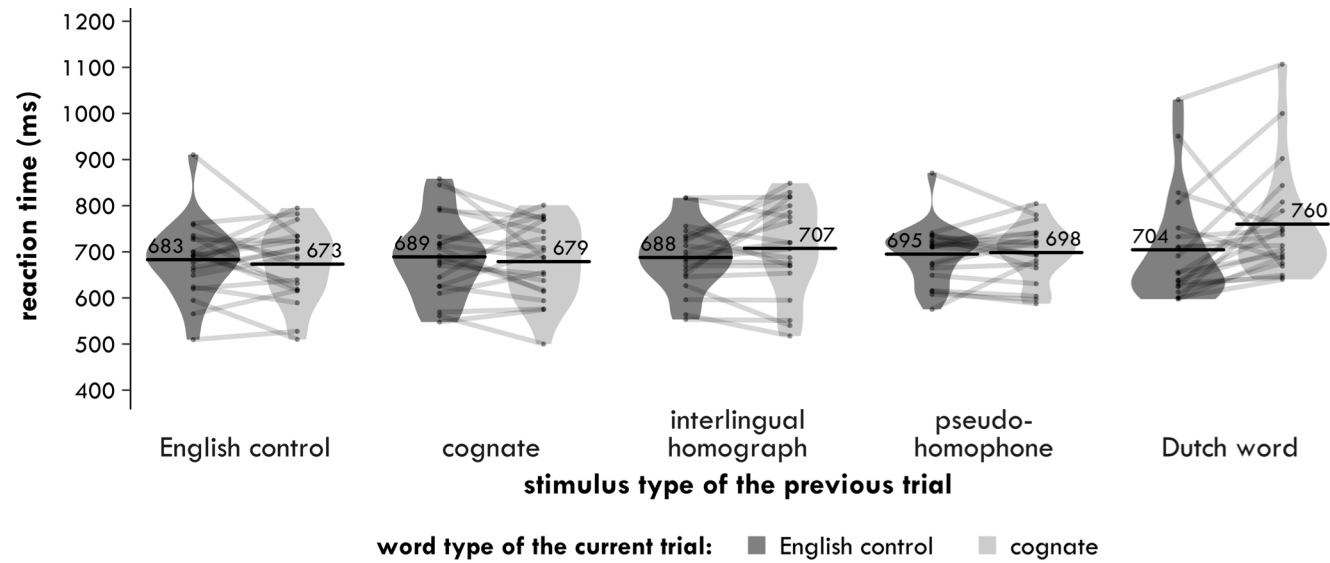 reaction time (ms)
1200
1100
1000
900
800
700
600
500
400
683
673
689
679
688
707
695
698
704
760
English control
cognate
interlingual
homograph
pseudo-
homophone
Dutch word
stimulus type of the previous trial
word type of the current trial: English control cognate